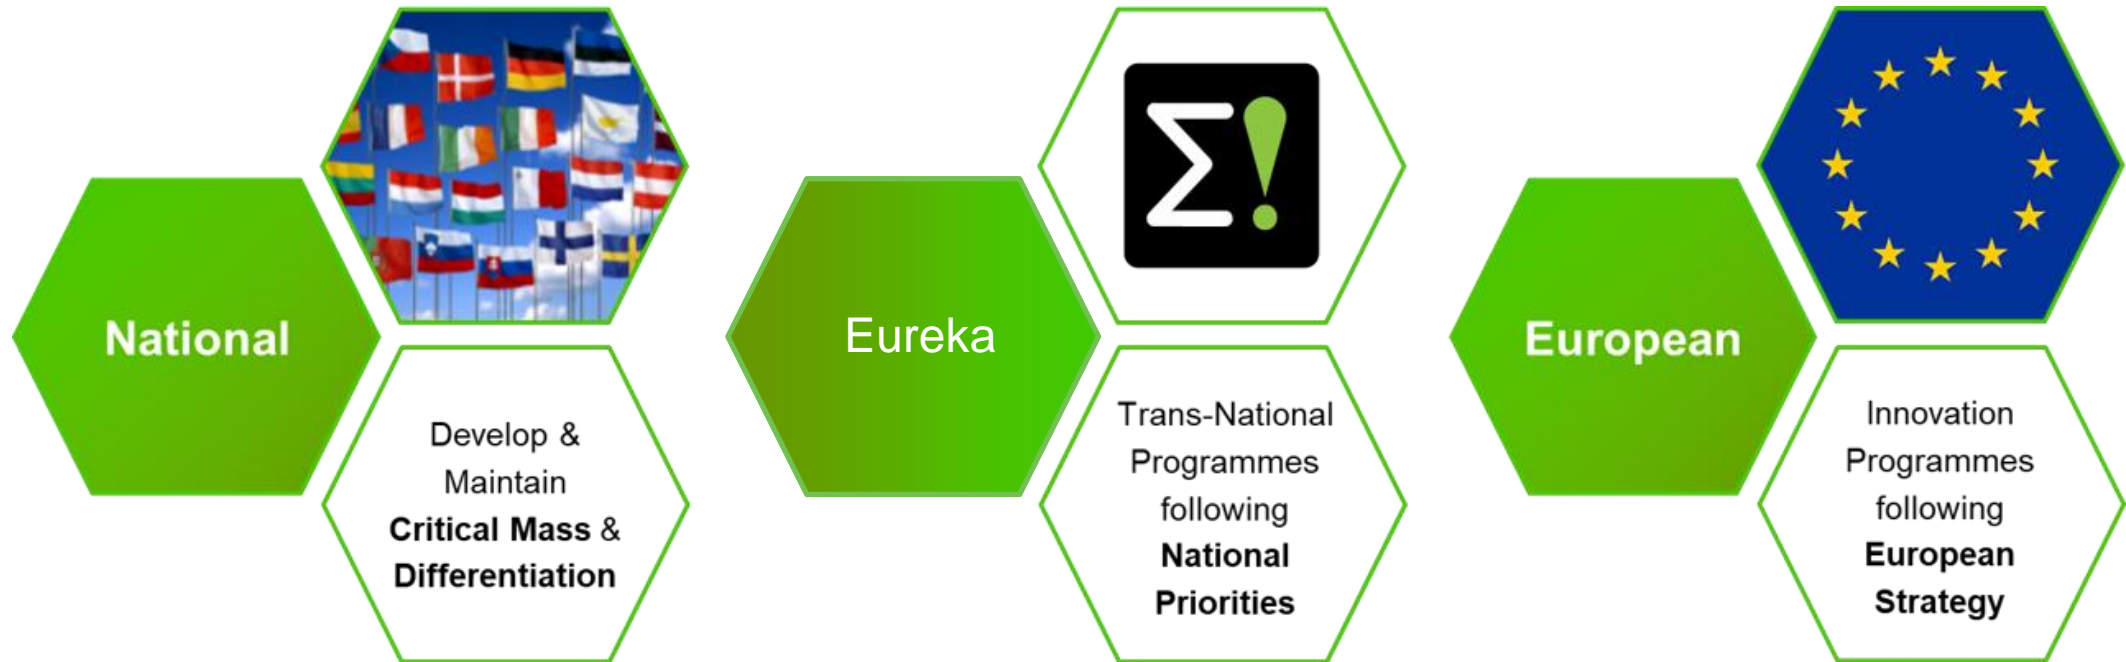 National
Develop &
Maintain
Critical Mass &
Differentiation
Eureka
Σ!
Trans-National
Programmes
following
National
Priorities
European
Innovation
Programmes
following
European
Strategy